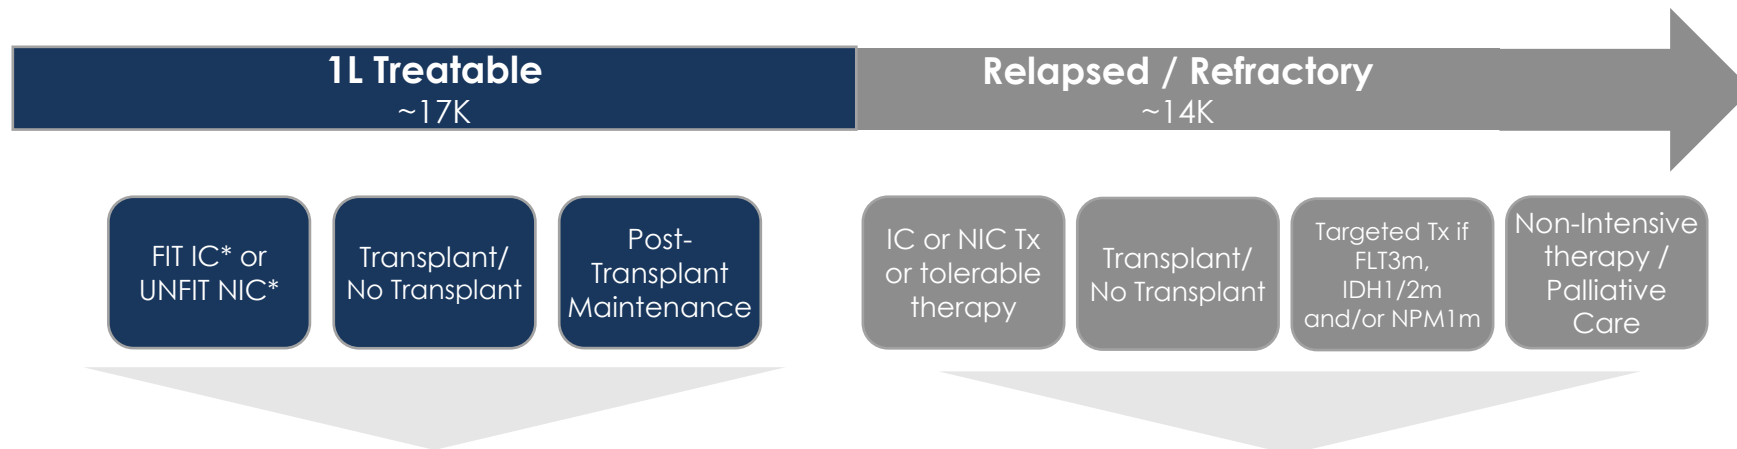 1L Treatable
~17K
Relapsed / Refractory
~14K
FIT IC* or
UNFIT NIC*
Transplant/
No Transplant
Post-
Transplant
Maintenance
IC or NIC Tx
or tolerable
therapy
Transplant/
No Transplant
Targeted Tx if
FLT3m,
IDH1/2m
and/or NPM1m
Non-Intensive
therapy /
Palliative
Care